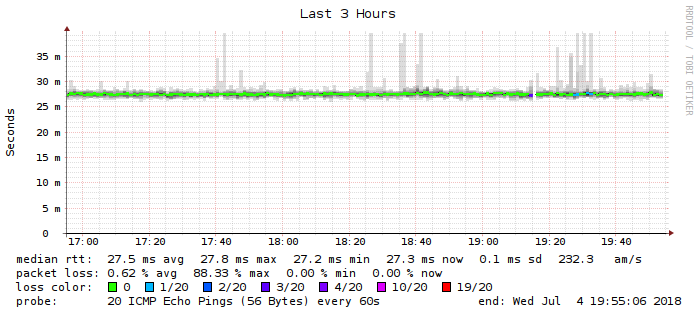 Last 3 Hours
RRDTOOL / TOBI OETIKER
Seconds
35 m
30 m
25 m
20 m
15 m
10 m
5 m
0
17:00 17:20 17:40 18:00 18:20 18:40 19:00 19:20 19:40
median rtt: 27.5 ms avg 27.8 ms max 27.2 ms min 27.3 ms now 0.1 ms sd 232.3 am/s
packet loss: 0.62 % avg 88.33 % max 0.00 % min 0.00 % now
loss color: 0 1/20 2/20 3/20 4/20 10/20 19/20
probe: 20 ICMP Echo Pings (56 Bytes) every 60s end: Wed Jul 4 19:55:06 2018